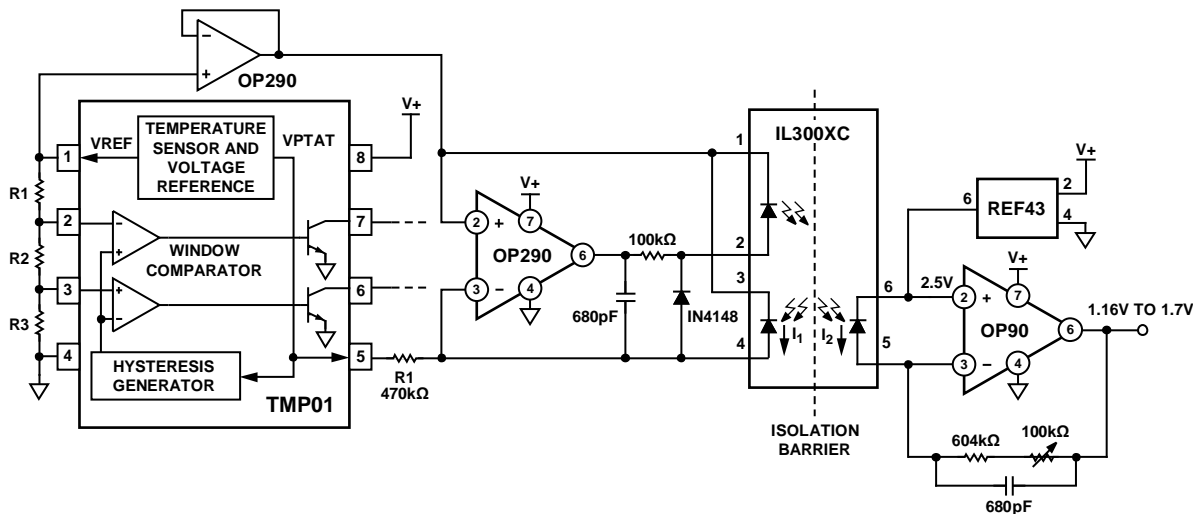 −
+
OP290
V+
TEMPERATURE
SENSOR AND
VOLTAGE
REFERENCE
VREF
VPTAT
1
8
R1
2
−
+
7
WINDOW
COMPARATOR
R2
3
+
−
6
R3
4
HYSTERESIS
GENERATOR
5
TMP01
R1
470kΩ
V+
2
+
7
OP290
6
3
−
4
100kΩ
680pF
IN4148
IL300XC
1
2
3
4
I1
I2
6
5
ISOLATION
BARRIER
V+
6
REF43
2
4
2.5V
V+
2
+
7
OP90
6
3
−
4
1.16V TO 1.7V
604kΩ
100kΩ
680pF